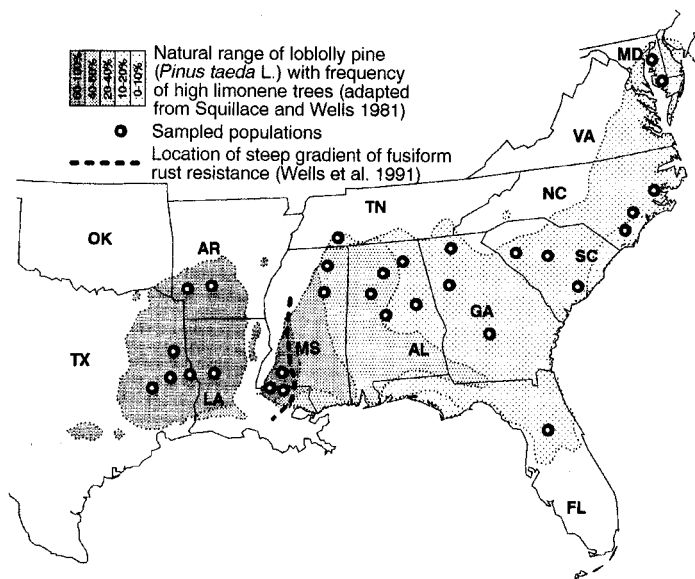 60-100%
40-60%
20-40%
10-20%
0-10%
Natural range of loblolly pine
(Pinus taeda L.) with frequency
of high limonene trees (adapted
from Squillace and Wells 1981)
Sampled populations
Location of steep gradient of fusiform
rust resistance (Wells et al. 1991)
MD
VA
NC
TN
OK
AR
SC
GA
TX
MS
AL
LA
FL